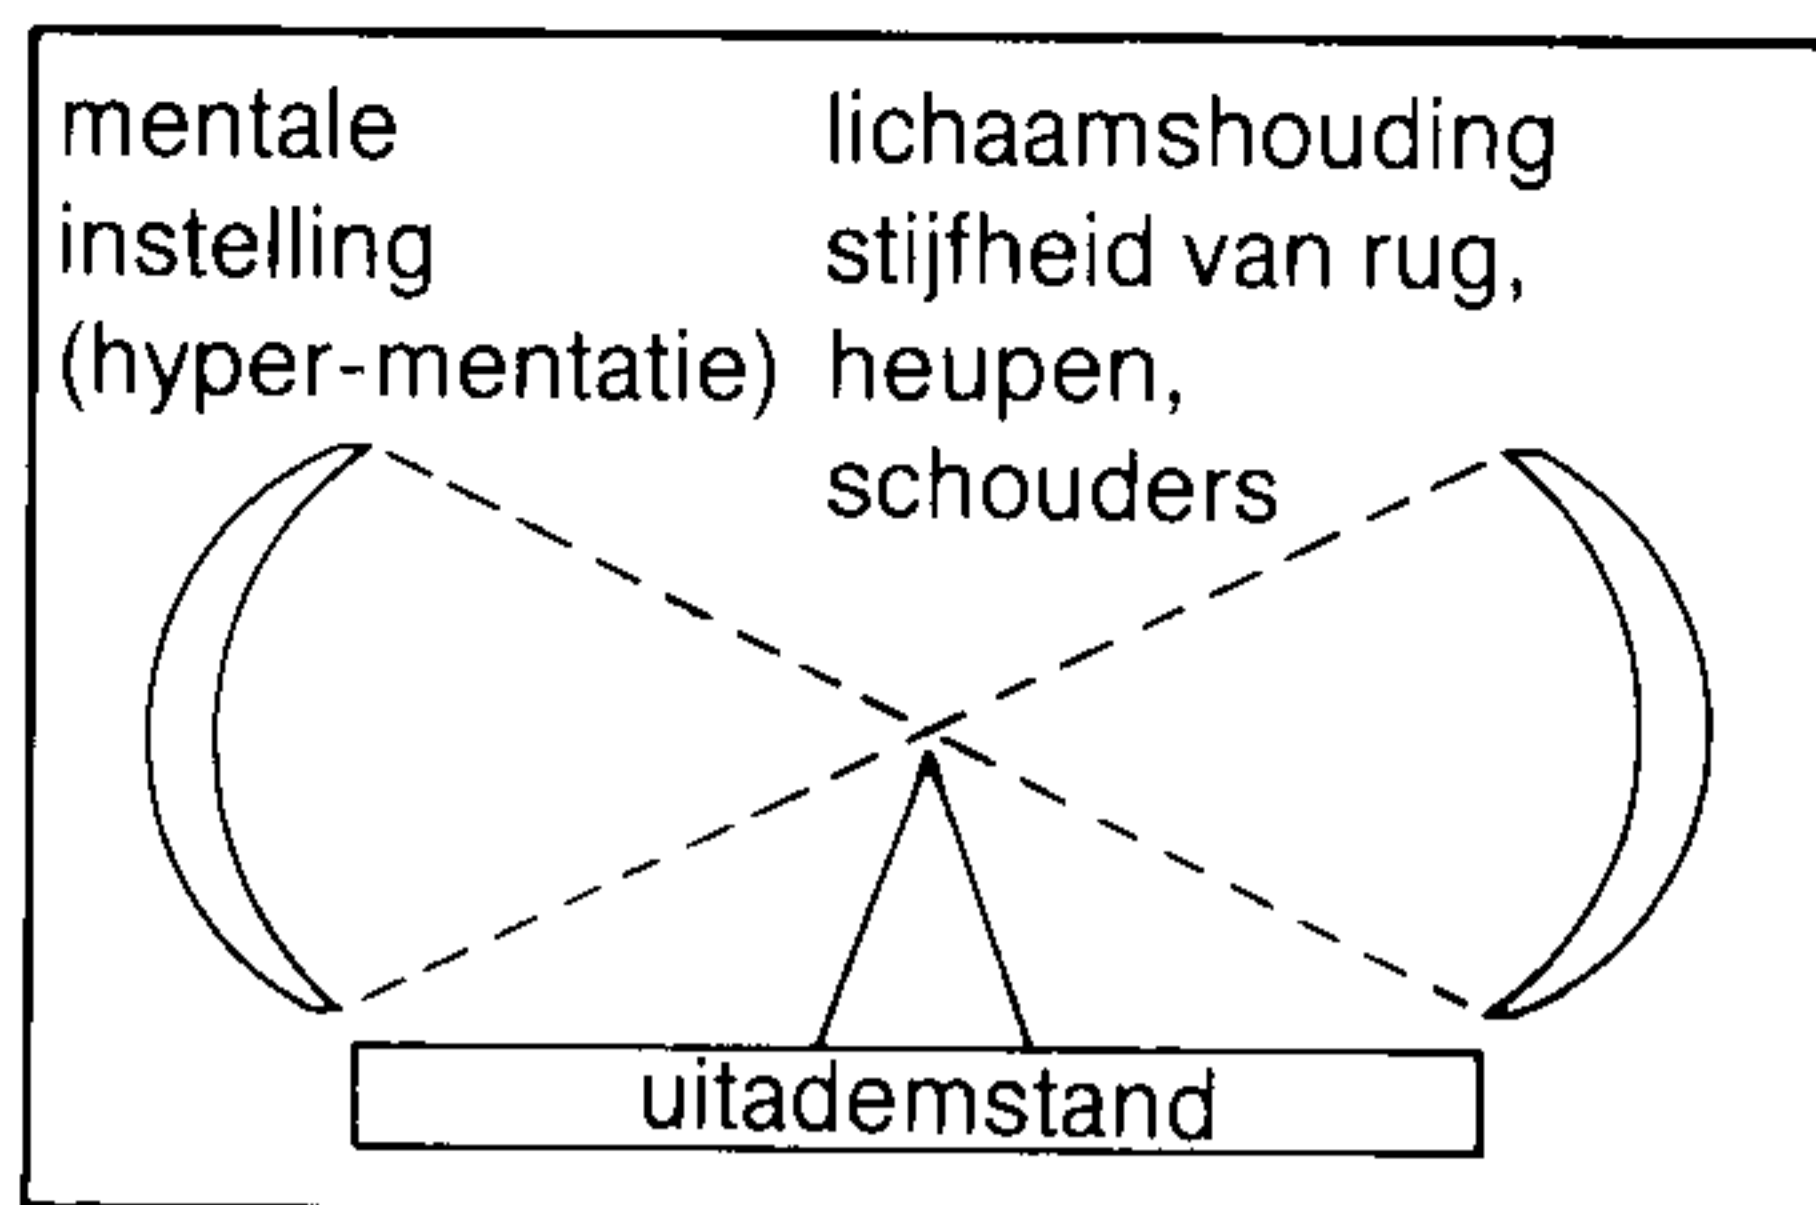 mentale
instelling
(hyper-mentatie)
lichaamshouding
stijfheid van rug,
heupen,
schouders
uitademstand